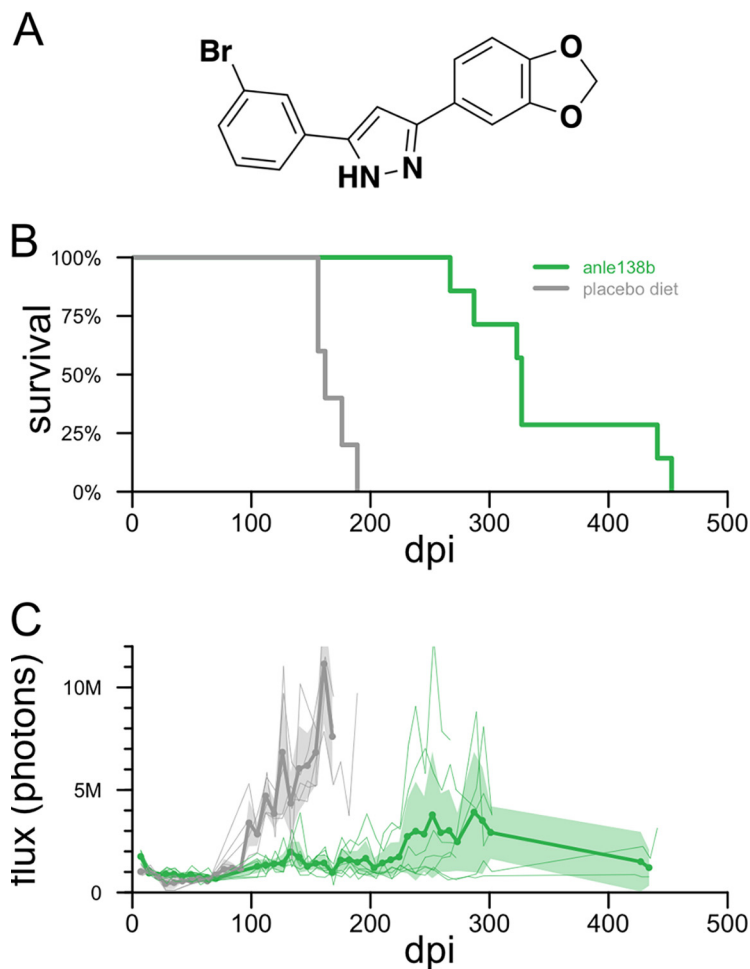 A
Br
O
O
HN
N
B
100%
75%
50%
25%
0%
survival
anle138b
placebo diet
0 100 200 300 400 500
dpi
C
10M
5M
0
flux (photons)
0 100 200 300 400 500
dpi